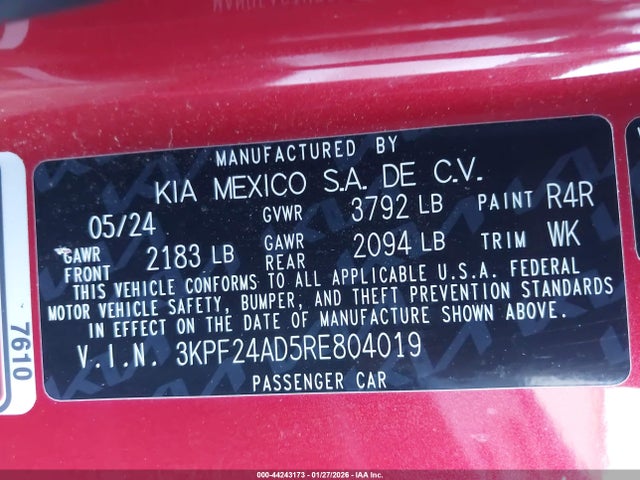 MANUFACTURED BY
KIA MEXICO S.A. DE C.V.
05/24 GVWR 3792 LB PAINT R4R
GAWR FRONT 2183 LB GAWR REAR 2094 LB TRIM WK
THIS VEHICLE CONFORMS TO ALL APPLICABLE U.S.A. FEDERAL
MOTOR VEHICLE SAFETY, BUMPER, AND THEFT PREVENTION STANDARDS
IN EFFECT ON THE DATE OF MANUFACTURE SHOWN ABOVE.
V.I.N. 3KPF24AD5RE804019
PASSENGER CAR
7610
000-44243173 - 01/27/2026 - IAA Inc.